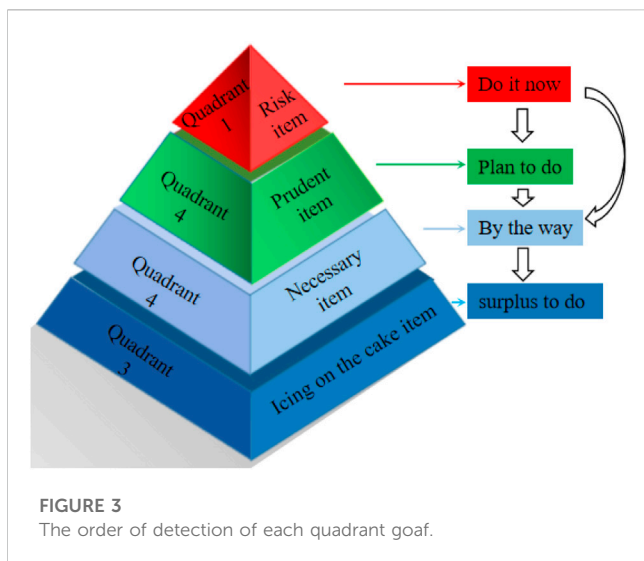 Quadrant
1
Risk
item
Do it now
Quadrant
4
Prudent
item
Plan to do
Quadrant
4
Necessary
item
By the way
Quadrant
3
Icing on the cake item
surplus to do
FIGURE 3
The order of detection of each quadrant goaf.